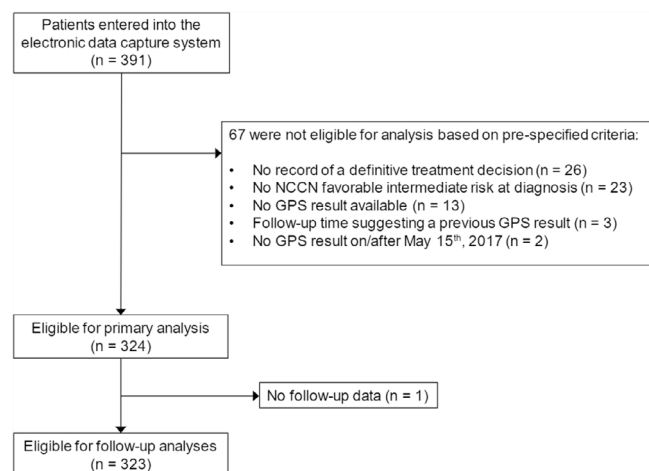 Patients entered into the
electronic data capture system
(n = 391)
67 were not eligible for analysis based on pre-specified criteria:
• No record of a definitive treatment decision (n = 26)
• No NCCN favorable intermediate risk at diagnosis (n = 23)
• No GPS result available (n = 13)
• Follow-up time suggesting a previous GPS result (n = 3)
• No GPS result on/after May 15th, 2017 (n = 2)
Eligible for primary analysis
(n = 324)
No follow-up data (n = 1)
Eligible for follow-up analyses
(n = 323)